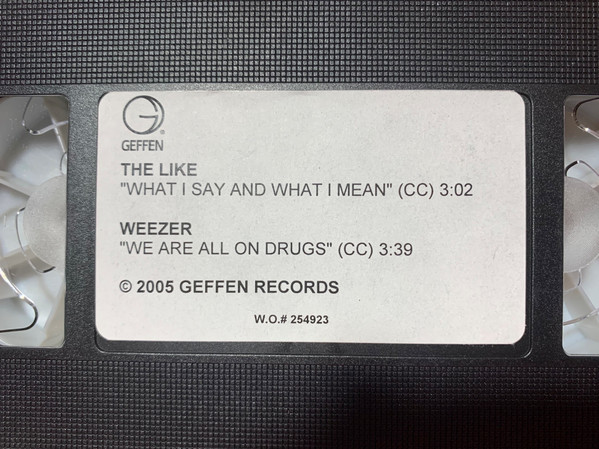 GEFFEN
THE LIKE
"WHAT I SAY AND WHAT I MEAN" (CC) 3:02
WEEZER
"WE ARE ALL ON DRUGS" (CC) 3:39
© 2005 GEFFEN RECORDS
W.O.# 254923